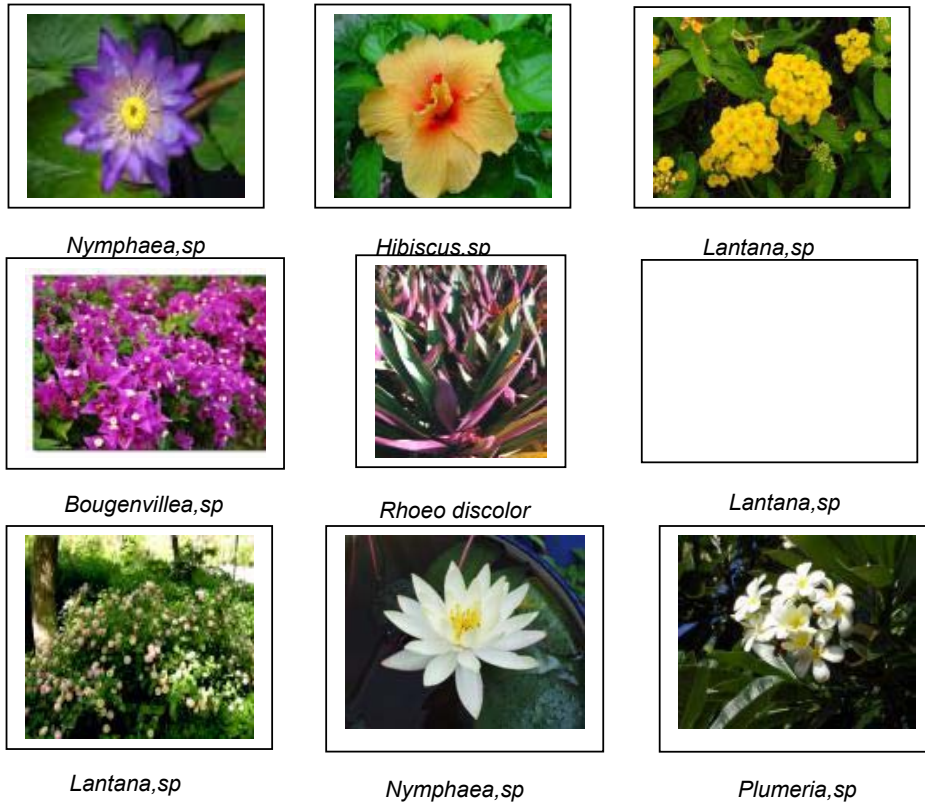 Nymphaea,sp
Hibiscus,sp
Lantana,sp
Bougenvillea,sp
Rhoeo discolor
Lantana,sp
Lantana,sp
Nymphaea,sp
Plumeria,sp